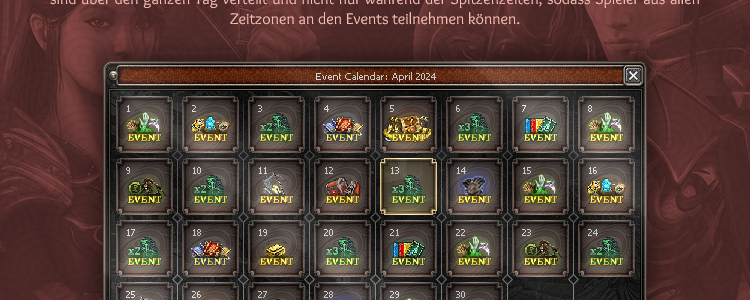 sind über den ganzen Tag verteilt und nicht nur während der Spitzenzeiten, sodass Spieler aus allen
Zeitzonen an den Events teilnehmen können.
Event Calendar: April 2024
1 2 3 4 5 6 7 8
x2 x3
EVENT EVENT EVENT EVENT EVENT EVENT EVENT EVENT
9 10 11 12 13 14 15 16
x2 x3
EVENT EVENT EVENT EVENT EVENT EVENT EVENT EVENT
17 18 19 20 21 22 23 24
x2 x3 x2
EVENT EVENT EVENT EVENT EVENT EVENT EVENT EVENT
25 26 27 28 29 30